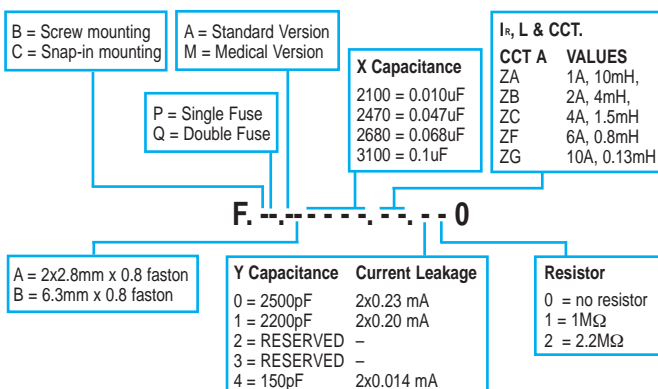 B = Screw mounting
C = Snap-in mounting
A = Standard Version
M = Medical Version
P = Single Fuse
Q = Double Fuse
X Capacitance
2100 = 0.010uF
2470 = 0.047uF
2680 = 0.068uF
3100 = 0.1uF
IR, L & CCT.
CCT A VALUES
ZA 1A, 10mH,
ZB 2A, 4mH,
ZC 4A, 1.5mH
ZF 6A, 0.8mH
ZG 10A, 0.13mH
F. --.-- - - - -. - -. - - 0
A = 2x2.8mm x 0.8 faston
B = 6.3mm x 0.8 faston
Y Capacitance Current Leakage
0 = 2500pF 2x0.23 mA
1 = 2200pF 2x0.20 mA
2 = RESERVED –
3 = RESERVED –
4 = 150pF 2x0.014 mA
Resistor
0 = no resistor
1 = 1MΩ
2 = 2.2MΩ